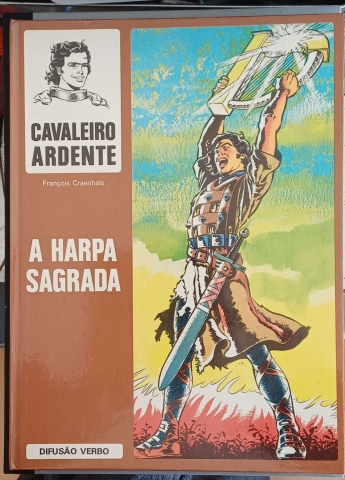 CAVALEIRO
ARDENTE
François Craenhals
A HARPA
SAGRADA
DIFUSÃO VERBO